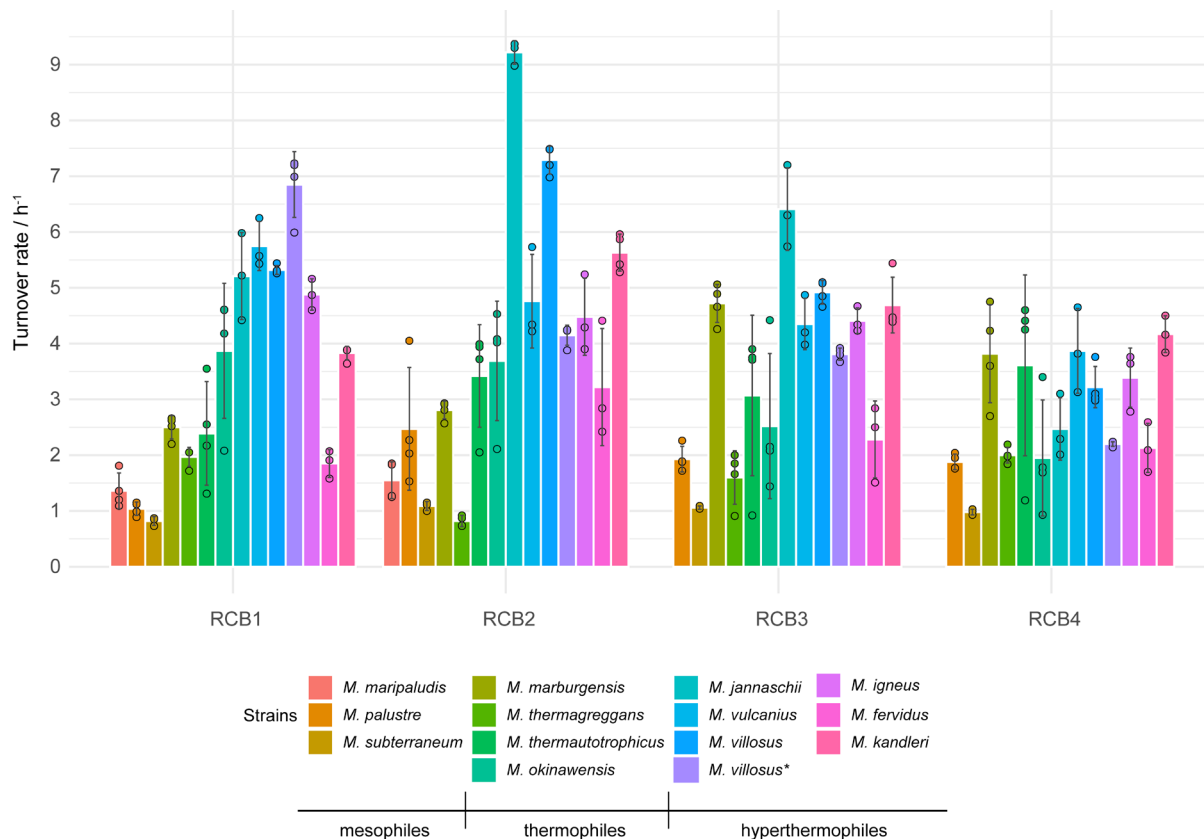 Turnover rate / h⁻¹
9
8
7
6
5
4
3
2
1
0
RCB1 RCB2 RCB3 RCB4
Strains
M. maripaludis
M. palustre
M. subterraneum
M. marburgensis
M. thermaggregans
M. thermautotrophicus
M. okinawensis
M. jannaschii
M. vulcanius
M. villosus
M. villosus*
M. igneus
M. fervidus
M. kandleri
mesophiles thermophiles hyperthermophiles